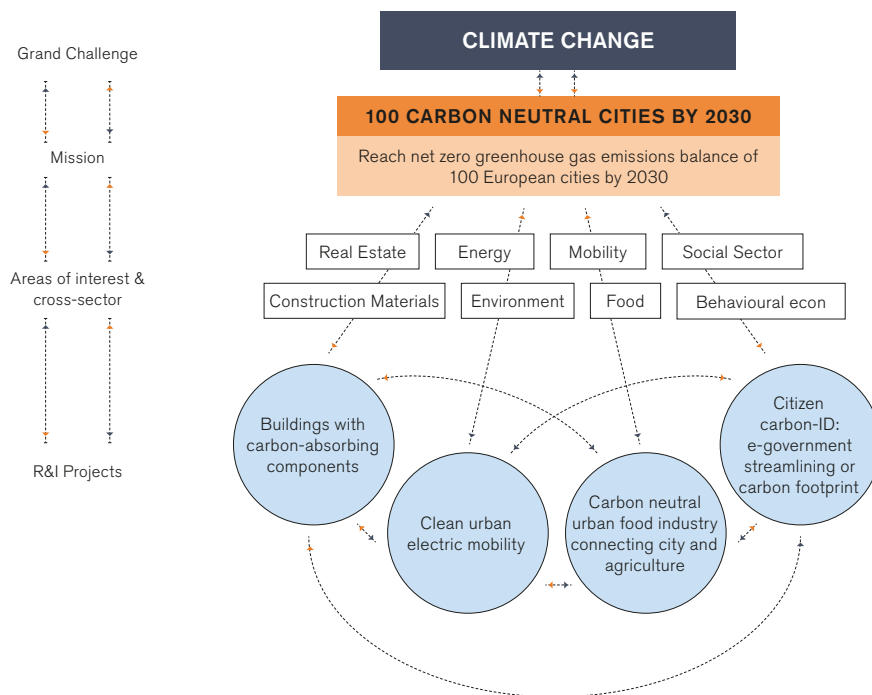 Grand Challenge
Mission
Areas of interest &
cross-sector
R&I Projects
CLIMATE CHANGE
100 CARBON NEUTRAL CITIES BY 2030
Reach net zero greenhouse gas emissions balance of
100 European cities by 2030
Real Estate
Energy
Mobility
Social Sector
Construction Materials
Environment
Food
Behavioural econ
Buildings with
carbon-absorbing
components
Clean urban
electric mobility
Carbon neutral
urban food industry
connecting city and
agriculture
Citizen
carbon-ID:
e-government
streamlining or
carbon footprint